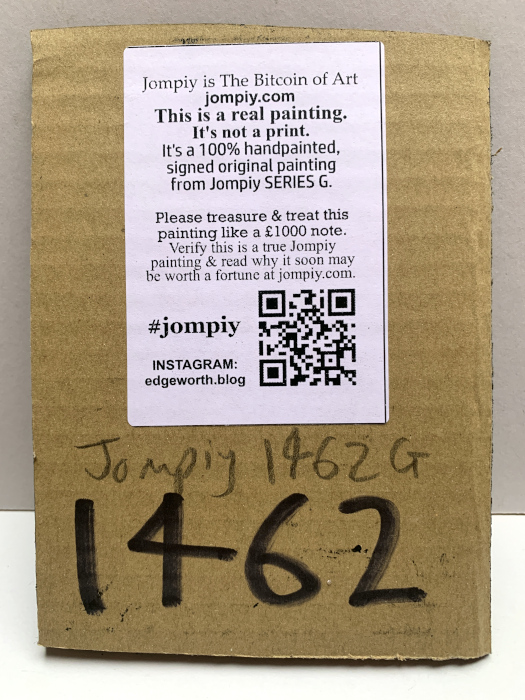 Jompiy is The Bitcoin of Art
jompiy.com
This is a real painting.
It's not a print.
It's a 100% handpainted,
signed original painting
from Jompiy SERIES G.
Please treasure & treat this
painting like a £1000 note.
Verify this is a true Jompiy
painting & read why it soon may
be worth a fortune at jompiy.com.
#jompiy
INSTAGRAM:
edgeworth.blog
Jompiy 1462G
1462